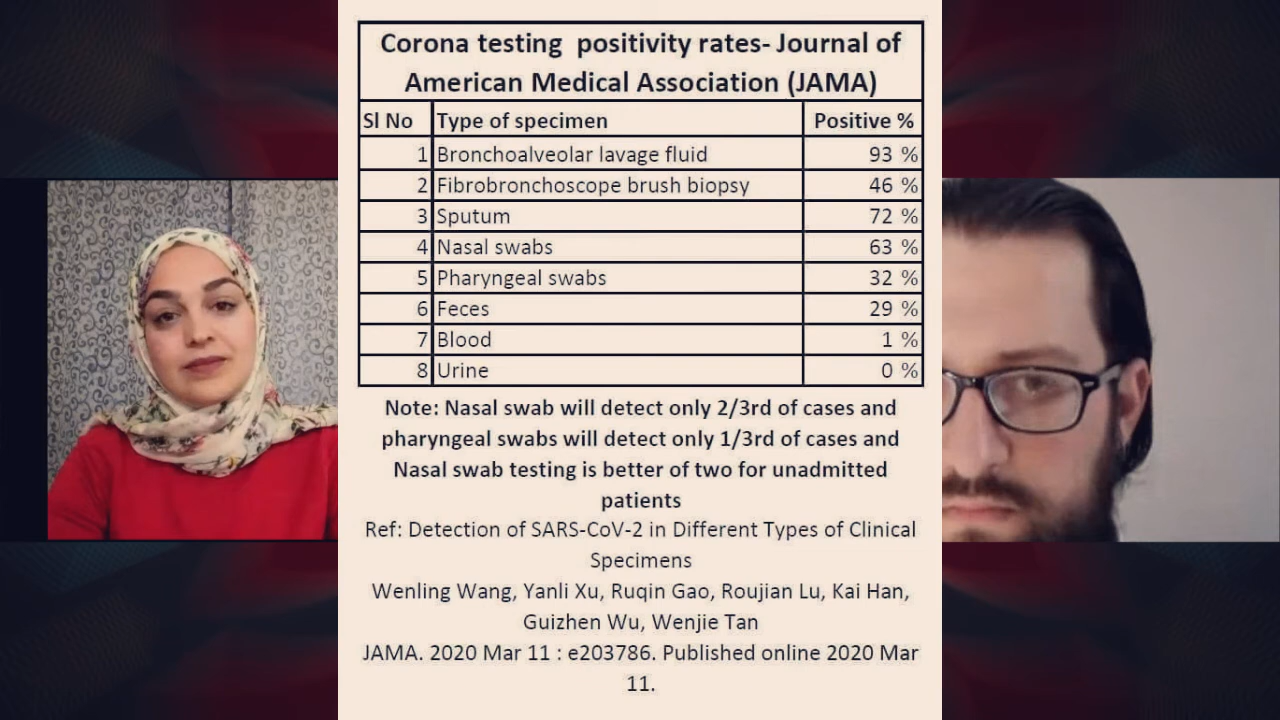 Corona testing positivity rates- Journal of
American Medical Association (JAMA)
Sl No Type of specimen Positive %
1 Bronchoalveolar lavage fluid 93 %
2 Fibrobronchoscope brush biopsy 46 %
3 Sputum 72 %
4 Nasal swabs 63 %
5 Pharyngeal swabs 32 %
6 Feces 29 %
7 Blood 1 %
8 Urine 0 %
Note: Nasal swab will detect only 2/3rd of cases and
pharyngeal swabs will detect only 1/3rd of cases and
Nasal swab testing is better of two for unadmitted
patients
Ref: Detection of SARS-CoV-2 in Different Types of Clinical
Specimens
Wenling Wang, Yanli Xu, Ruqin Gao, Roujian Lu, Kai Han,
Guizhen Wu, Wenjie Tan
JAMA. 2020 Mar 11 : e203786. Published online 2020 Mar
11.